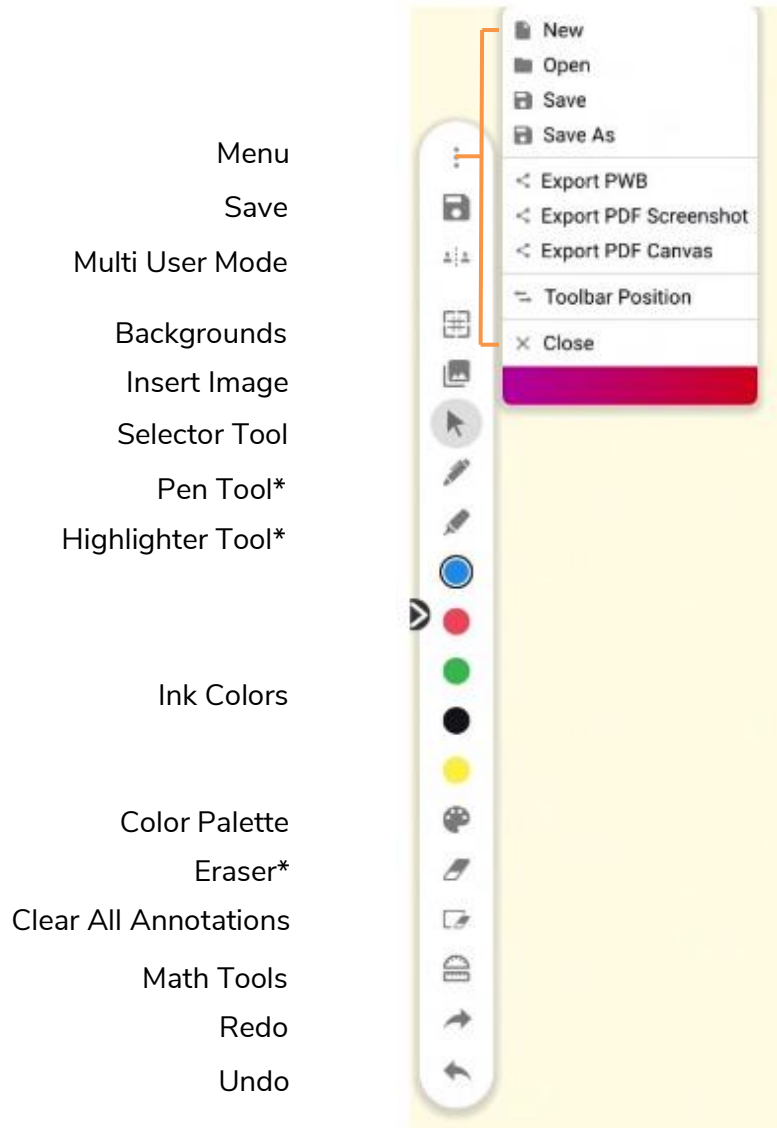 Menu
Save
Multi User Mode
Backgrounds
Insert Image
Selector Tool
Pen Tool*
Highlighter Tool*
Ink Colors
Color Palette
Eraser*
Clear All Annotations
Math Tools
Redo
Undo
New
Open
Save
Save As
Export PWB
Export PDF Screenshot
Export PDF Canvas
Toolbar Position
Close